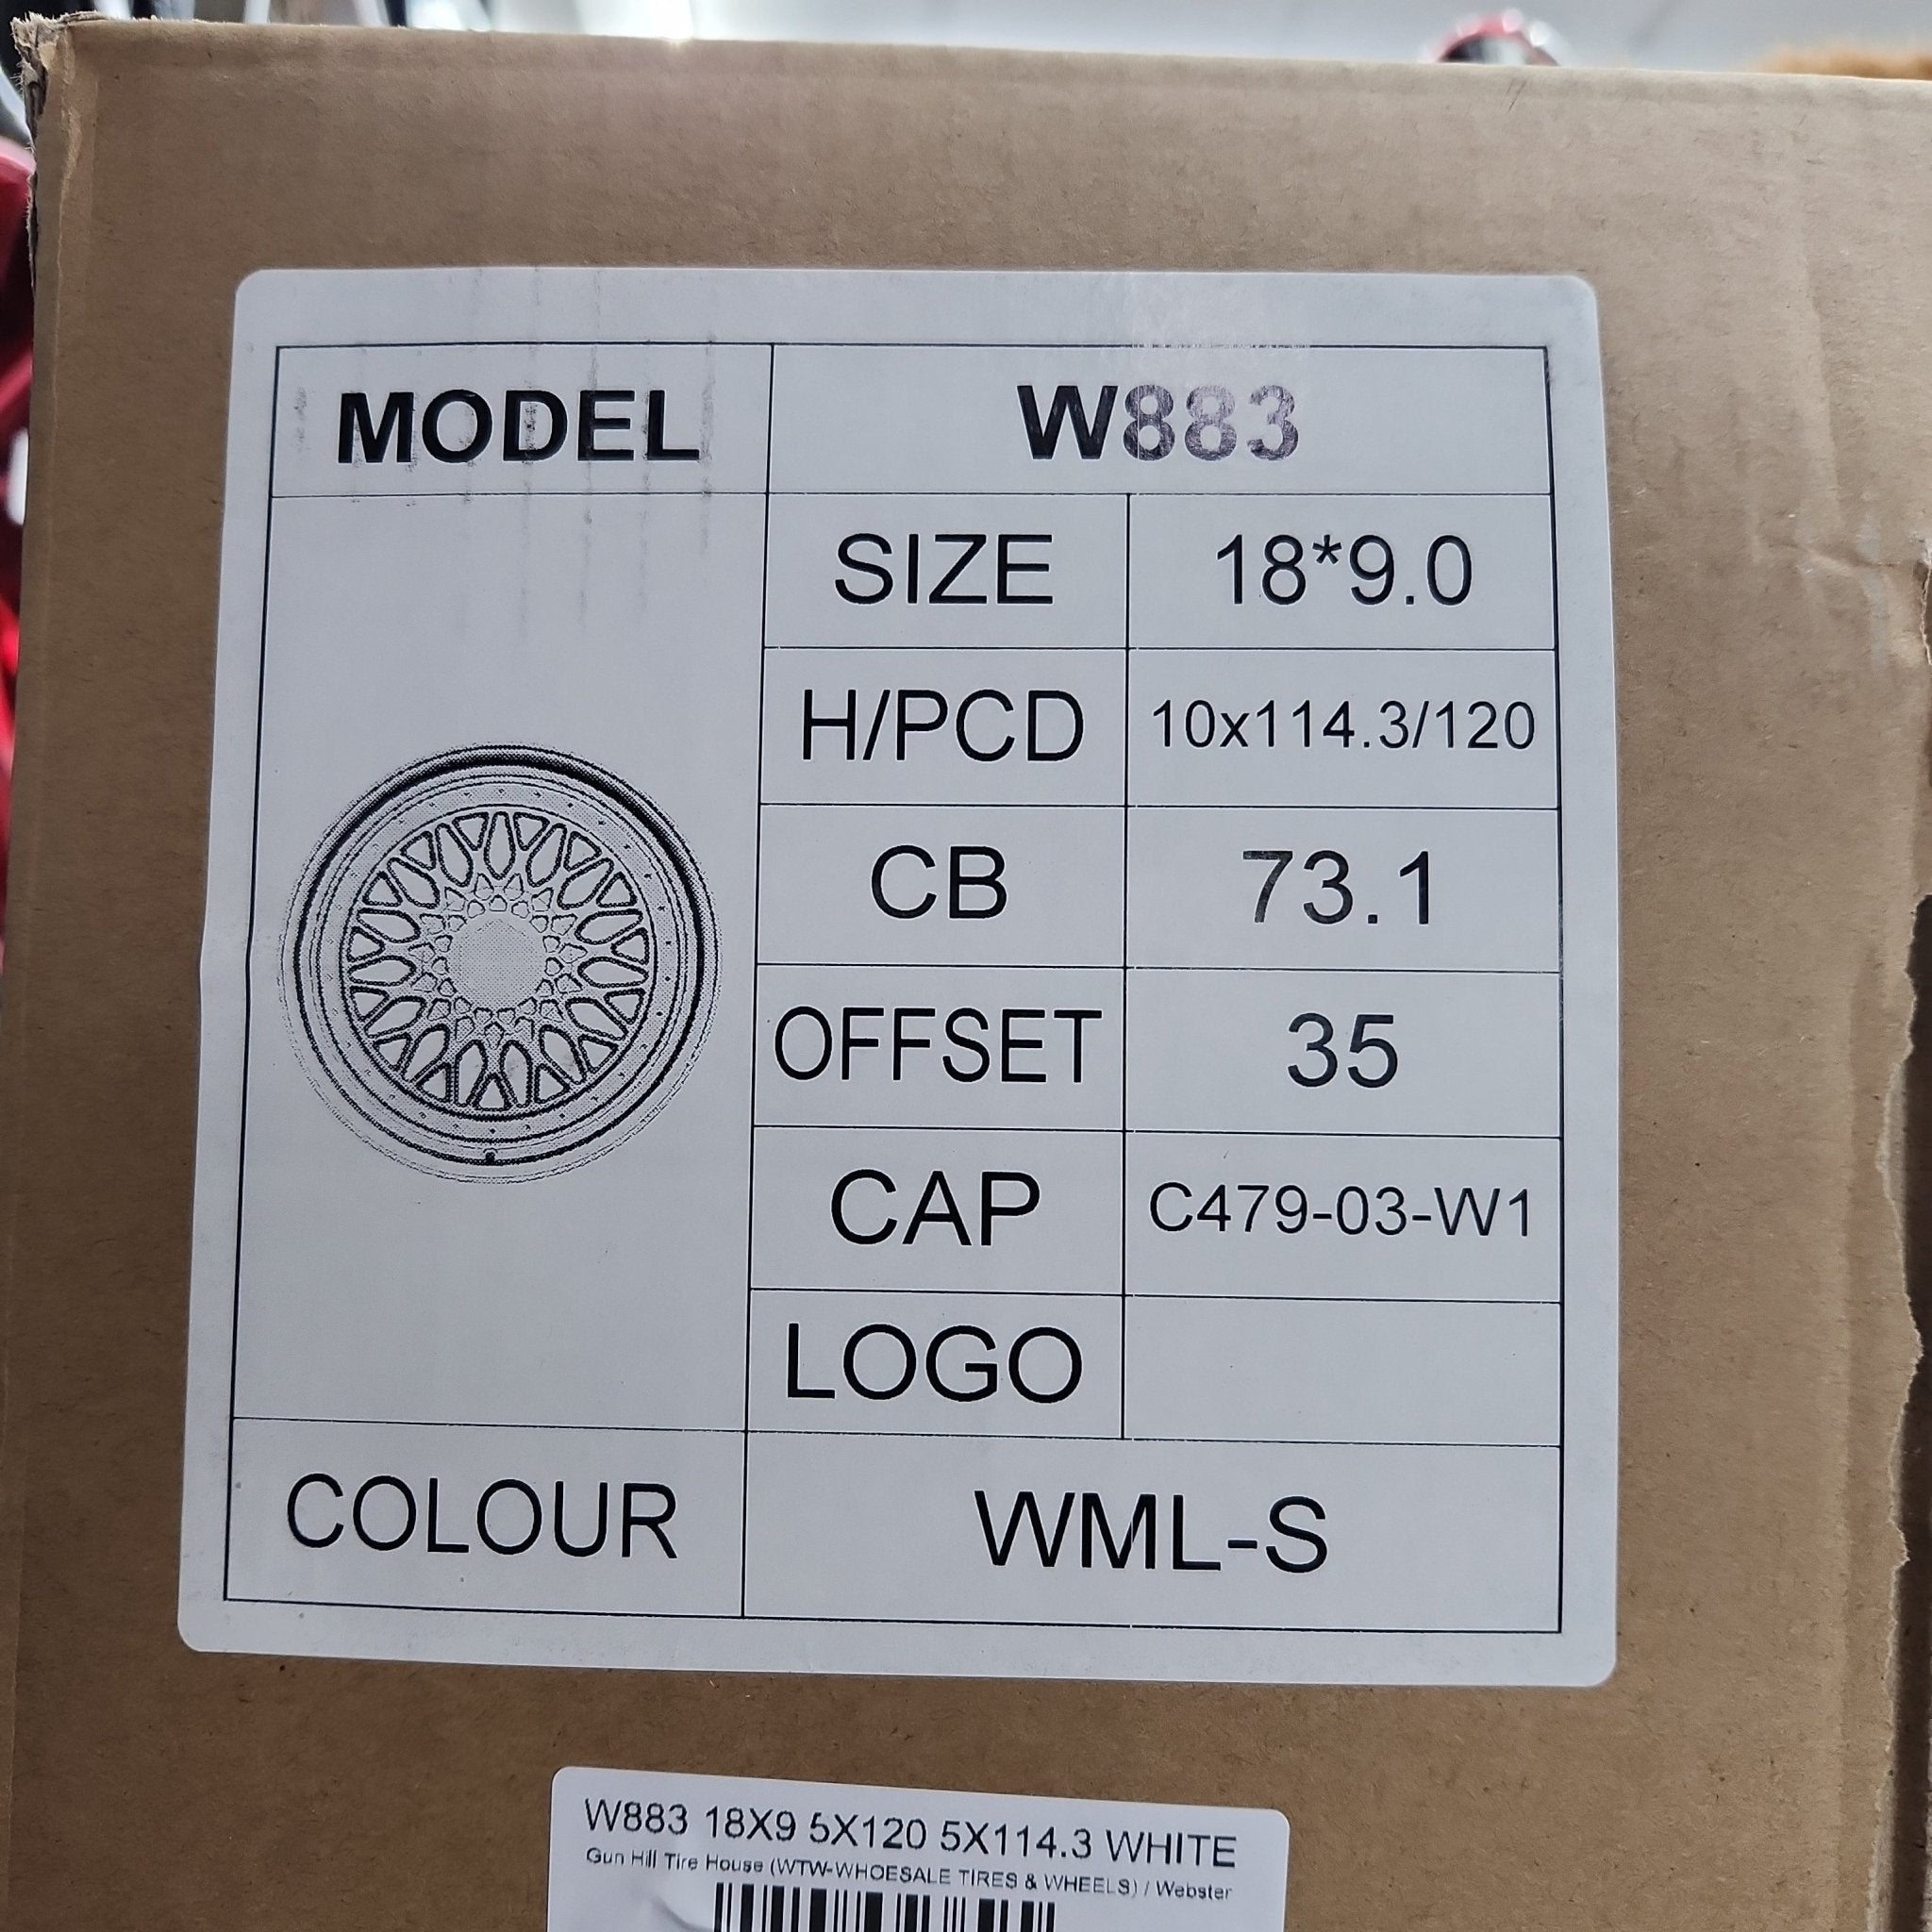 MODEL W883
SIZE 18*9.0
H/PCD 10x114.3/120
CB 73.1
OFFSET 35
CAP C479-03-W1
LOGO
COLOUR WML-S
W883 18X9 5X120 5X114.3 WHITE
Gun Hill Tire House (WTW-WHOESALE TIRES & WHEELS) / Webster